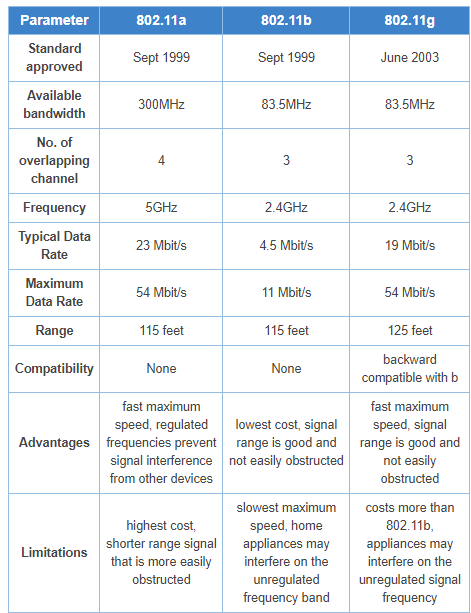 Parameter 802.11a 802.11b 802.11g
Standard
approved
Sept 1999
Sept 1999
June 2003
Available
bandwidth
300MHz
83.5MHz
83.5MHz
No. of
overlapping
channel
4
3
3
Frequency
5GHz
2.4GHz
2.4GHz
Typical Data
Rate
23 Mbit/s
4.5 Mbit/s
19 Mbit/s
Maximum
Data Rate
54 Mbit/s
11 Mbit/s
54 Mbit/s
Range
115 feet
115 feet
125 feet
Compatibility
None
None
backward
compatible with b
Advantages
fast maximum
speed, regulated
frequencies prevent
signal interference
from other devices
lowest cost, signal
range is good and
not easily obstructed
fast maximum
speed, signal
range is good and
not easily
obstructed
Limitations
highest cost,
shorter range signal
that is more easily
obstructed
slowest maximum
speed, home
appliances may
interfere on the
unregulated
frequency band
costs more than
802.11b,
appliances may
interfere on the
unregulated signal
frequency